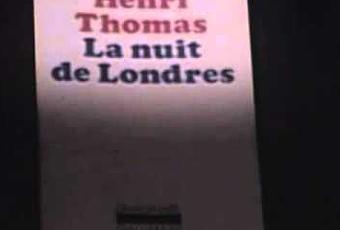 Henri
Thomas
La nuit
de Londres